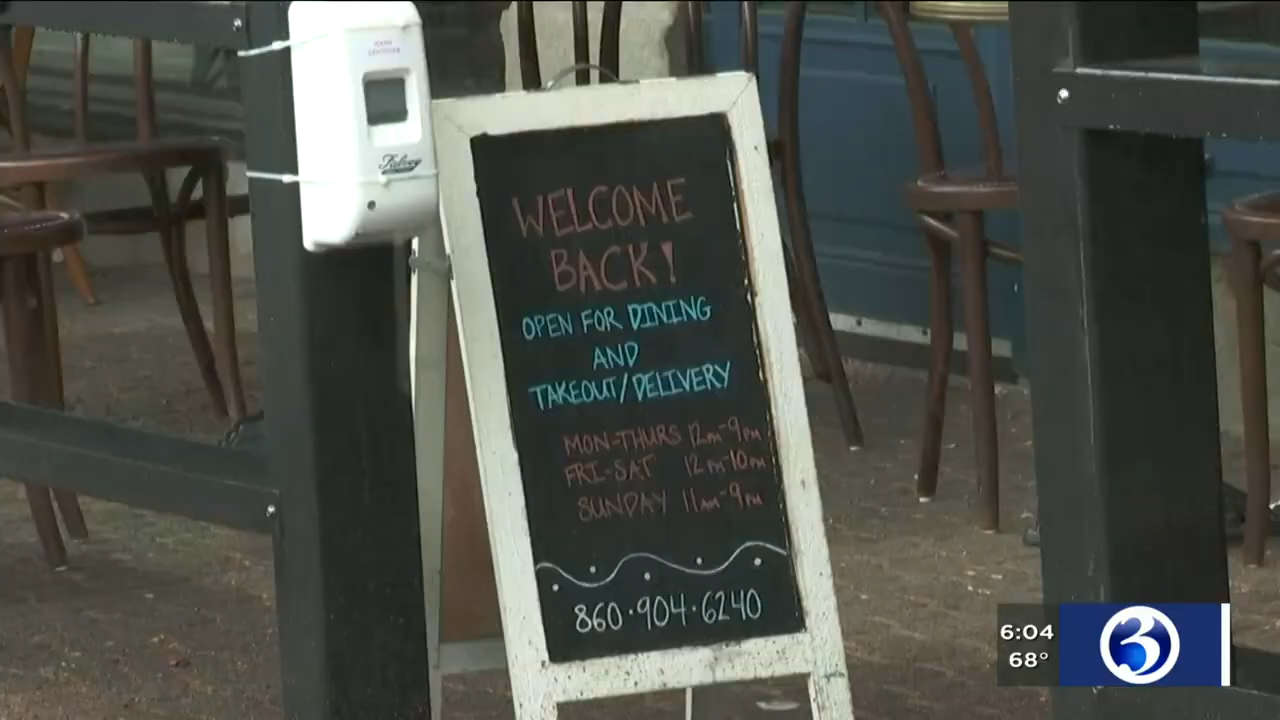 WELCOME
BACK!
OPEN FOR DINING
AND
TAKEOUT/DELIVERY
MON-THURS 12PM-9PM
FRI-SAT 12PM-10PM
SUNDAY 11AM-9PM
860·904·6240
6:04
68°
3